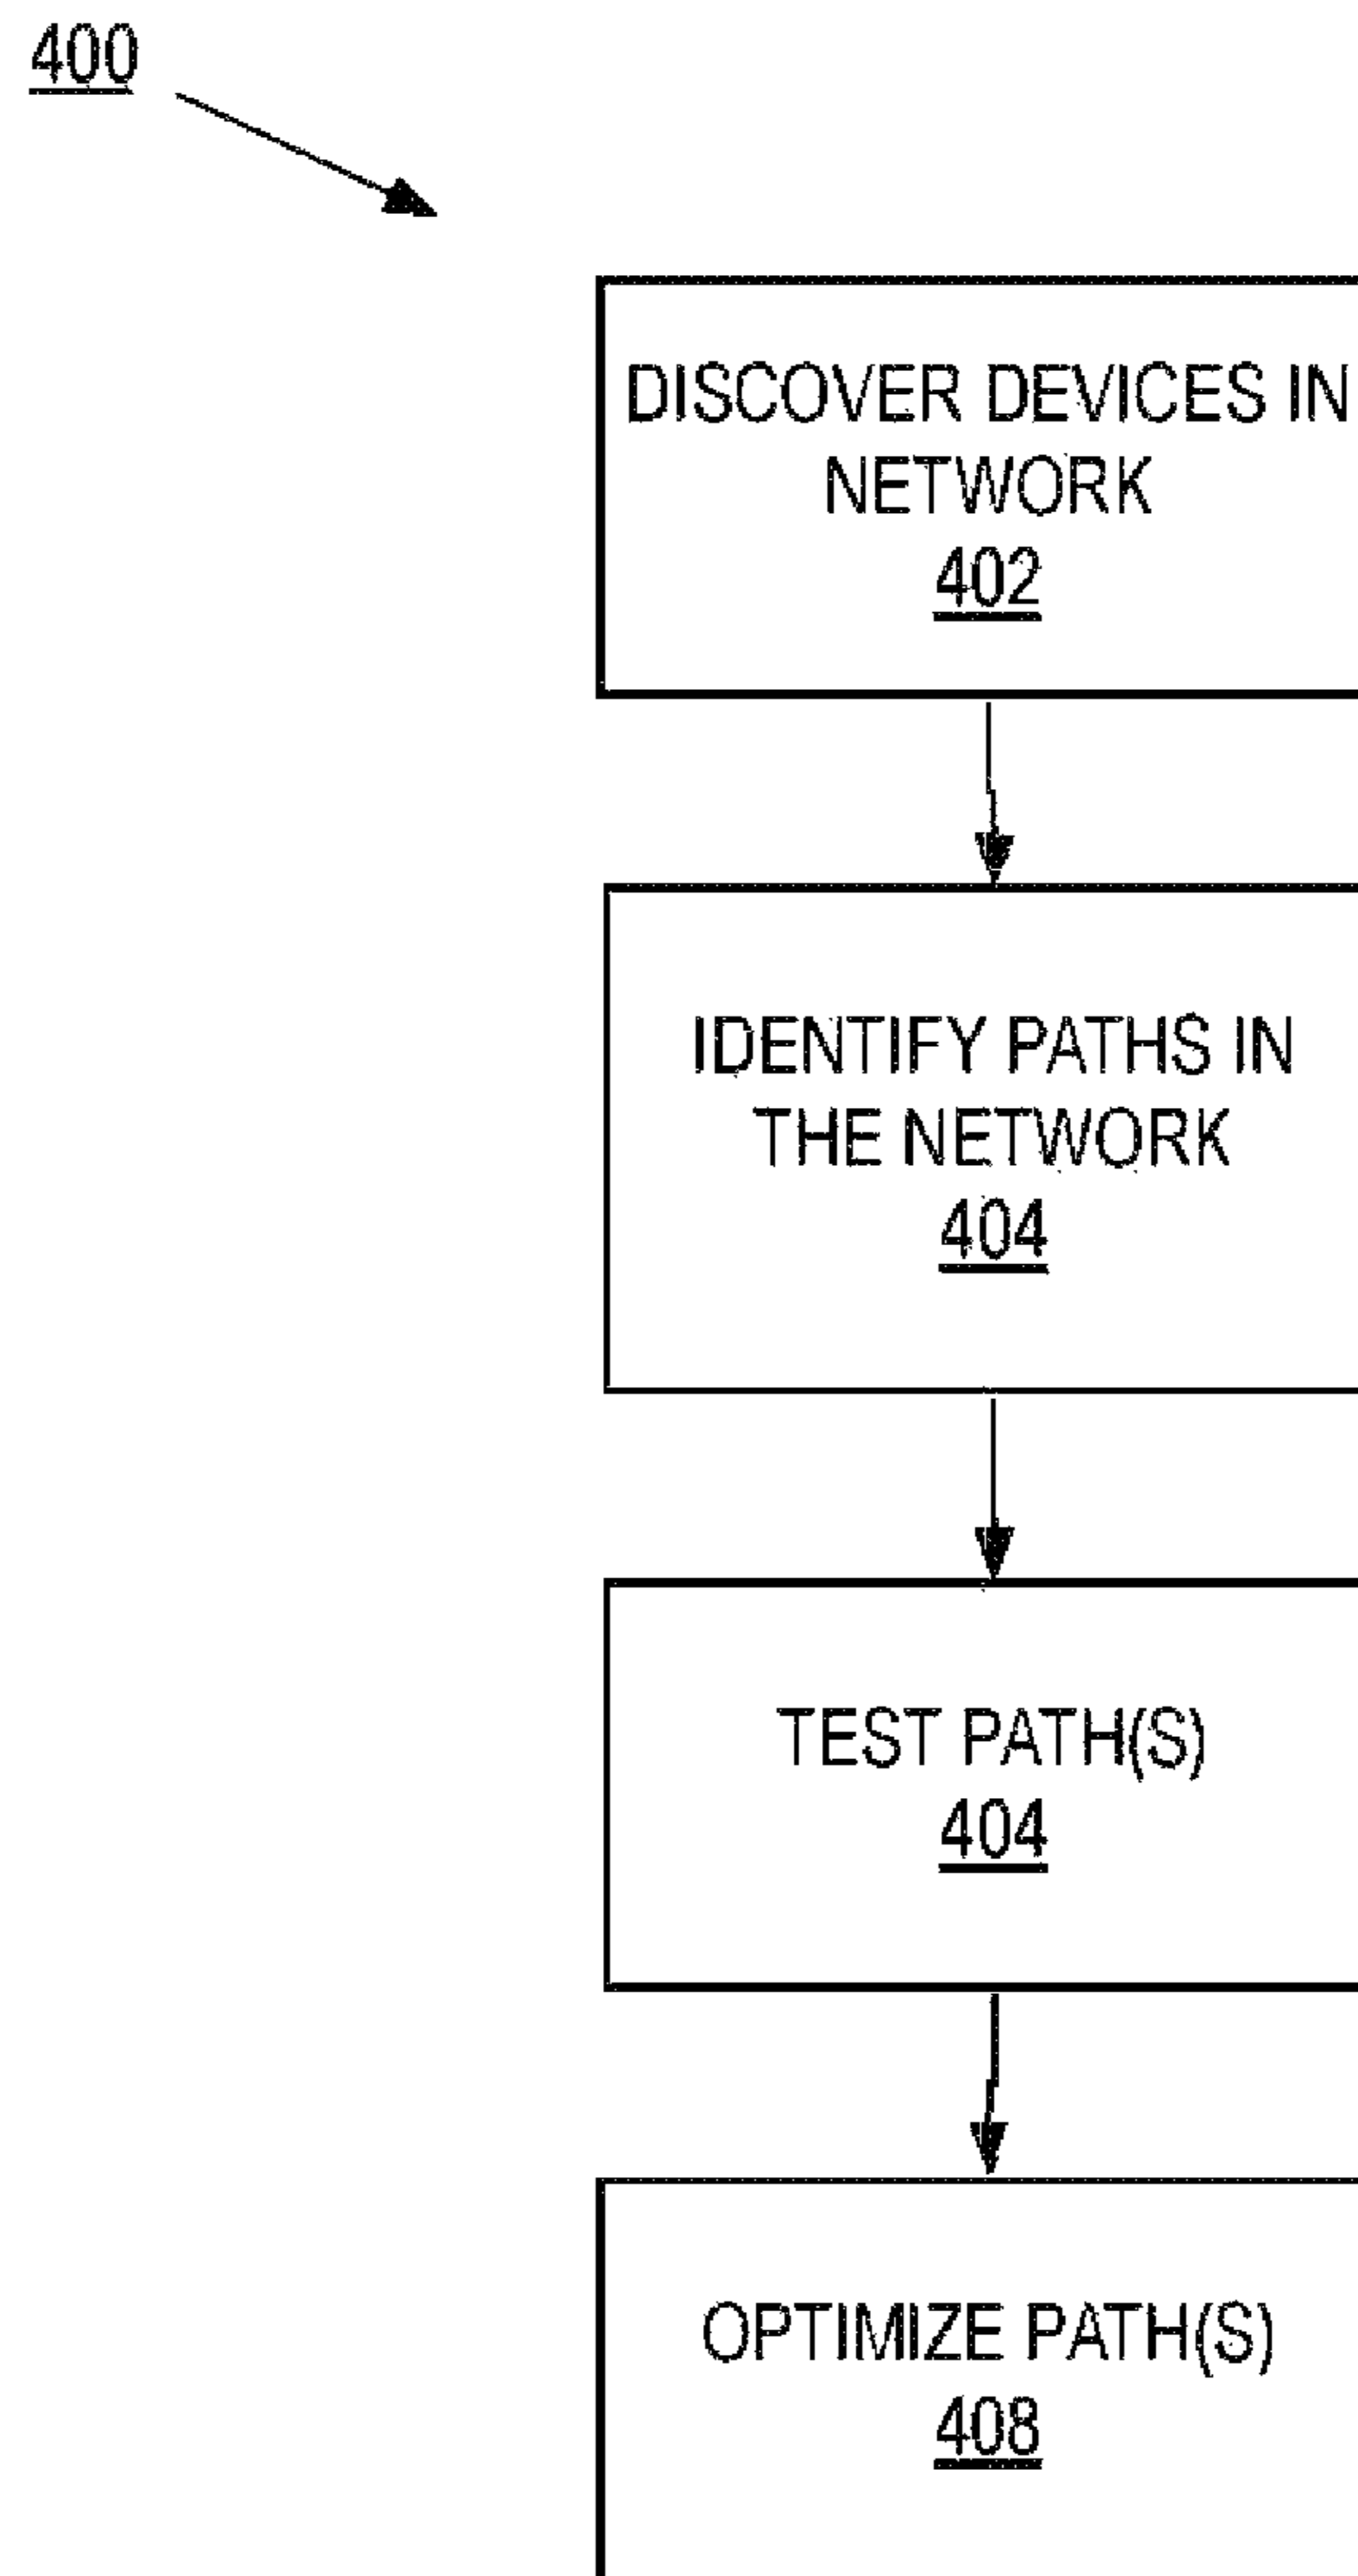 400
DISCOVER DEVICES IN
NETWORK
402
IDENTIFY PATHS IN
THE NETWORK
404
TEST PATH(S)
404
OPTIMIZE PATH(S)
408